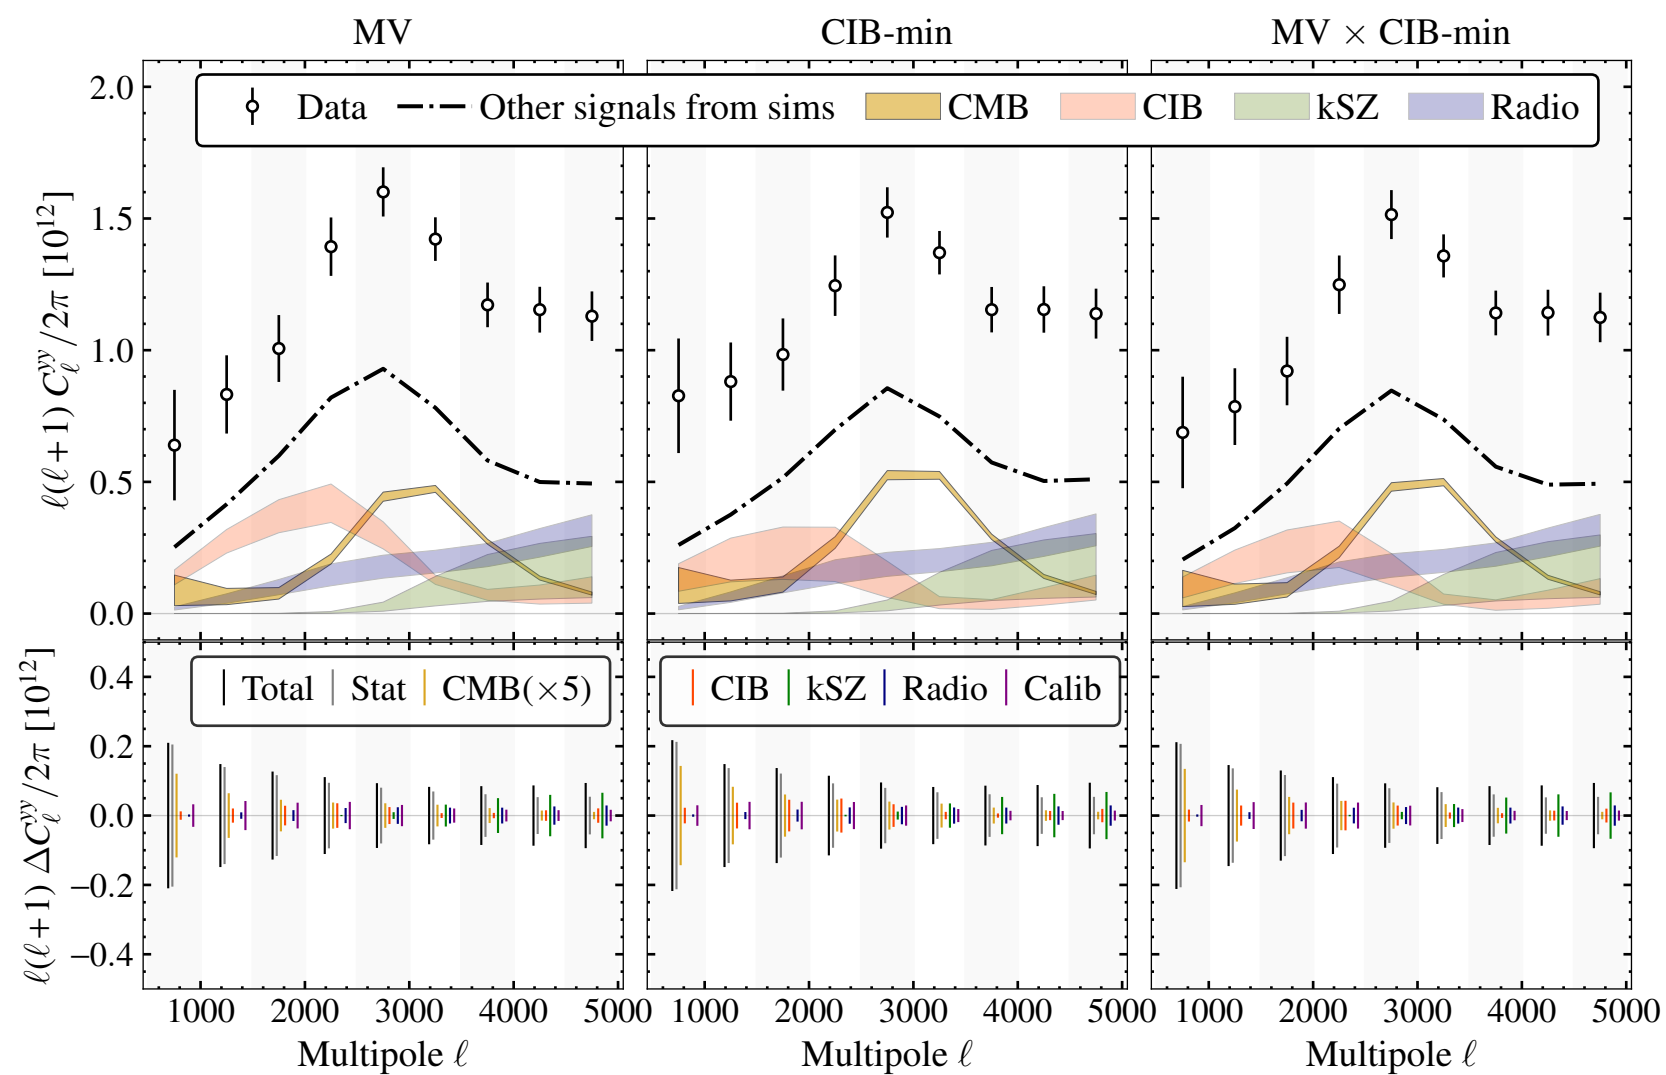 MV CIB-min MV × CIB-min
Data Other signals from sims CMB CIB kSZ Radio
ℓ(ℓ+1) C_ℓ^{yy}/2π [10^{12}]
2.0
1.5
1.0
0.5
0.0
Total Stat CMB(×5)
CIB kSZ Radio Calib
ℓ(ℓ+1) ΔC_ℓ^{yy}/2π [10^{12}]
0.4
0.2
0.0
−0.2
−0.4
1000 2000 3000 4000 5000 1000 2000 3000 4000 5000 1000 2000 3000 4000 5000
Multipole ℓ Multipole ℓ Multipole ℓ